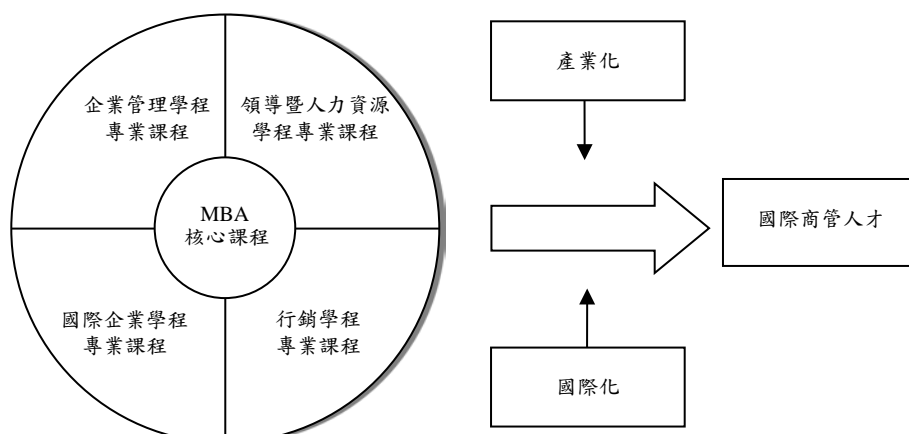 企業管理學程
專業課程
領導暨人力資源
學程專業課程
MBA
核心課程
國際企業學程
專業課程
行銷學程
專業課程
產業化
國際商管人才
國際化